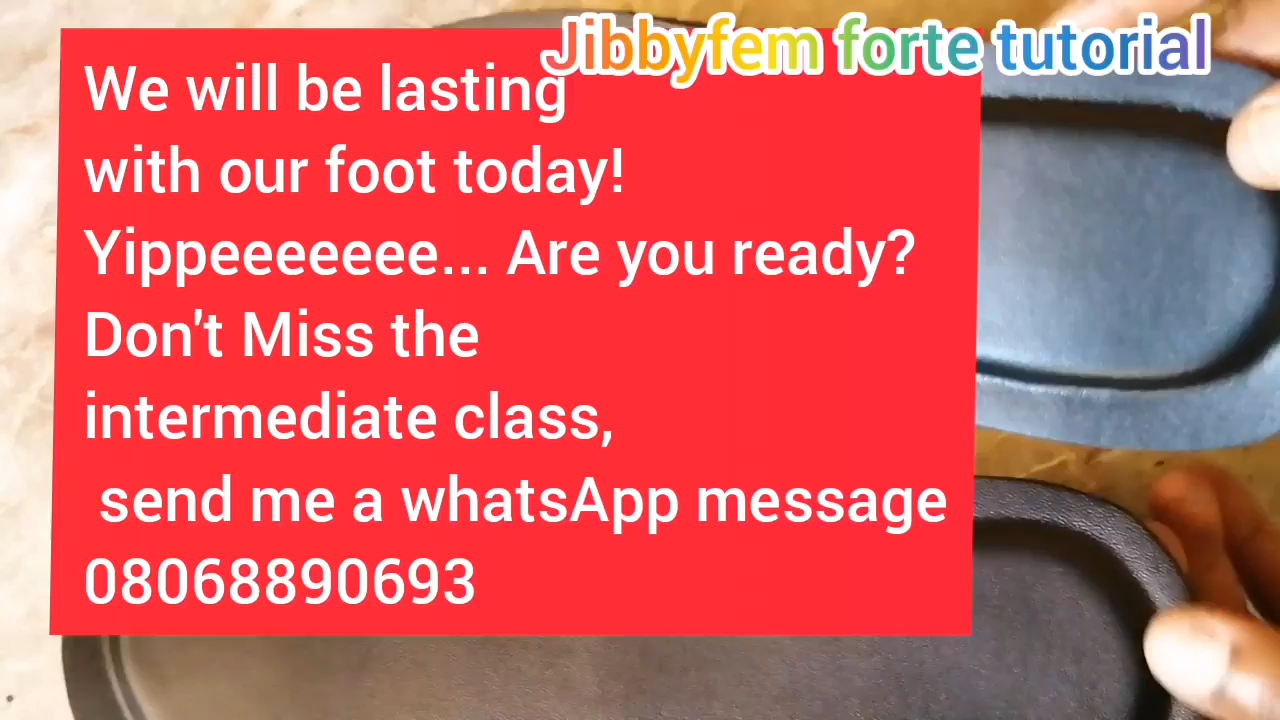 Jibbyfem forte tutorial
We will be lasting
with our foot today!
Yippeeeeeee... Are you ready?
Don't Miss the
intermediate class,
send me a whatsApp message
08068890693